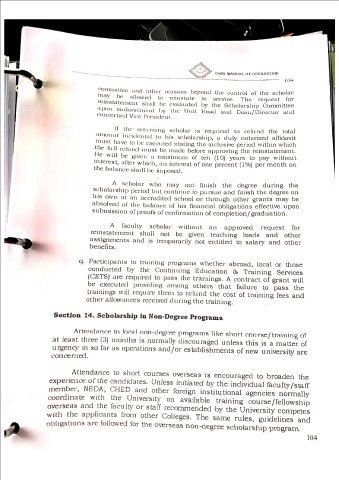 CMU MANUAL OF OPERATIONS
104
committee and other reasons beyond the control of the scholar
may be allowed to reinstate to service. The request for
reinstatement shall be evaluated by the Scholarship Committee
upon endorsement by the Unit Head and Dean/Director and
concerned Vice President.
If the returning scholar is required to refund the total
amount incidental to his scholarship, a duly notarized affidavit
must have to be executed stating the inclusive period within which
the full refund must be made before approving the reinstatement.
He will be given a maximum of ten (10) years to pay without
interest, after which, an interest of one percent (1%) per month on
the balance shall be imposed.
A scholar who may not finish the degree during the
scholarship period but continue to pursue and finish the degree on
his own at an accredited school or through other grants may be
absolved of the balance of his financial obligations effective upon
submission of proofs of confirmation of completion/graduation.
A faculty scholar without an approved request for
reinstatement shall not be given teaching loads and other
assignments and is temporarily not entitled to salary and other
benefits.
q. Participants to training programs whether abroad, local or those
conducted by the Continuing Education & Training Services
(CETS) are required to pass the trainings. A contract of grant will
be executed providing among others that failure to pass the
trainings will require them to refund the cost of training fees and
other allowances received during the training.
Section 14. Scholarship in Non-Degree Programs
Attendance to local non-degree programs like short course/training of
at least three (3) months is normally discouraged unless this is a matter of
urgency in so far as operations and/or establishments of new university are
concerned.
Attendance to short courses overseas is encouraged to broaden the
experience of the candidates. Unless initiated by the individual faculty/staff
member, NEDA, CHED and other foreign institutional agencies normally
coordinate with the University on available training course/fellowship
overseas and the faculty or staff recommended by the University competes
with the applicants from other Colleges. The same rules, guidelines and
obligations are followed for the overseas non-degree scholarship program.
104